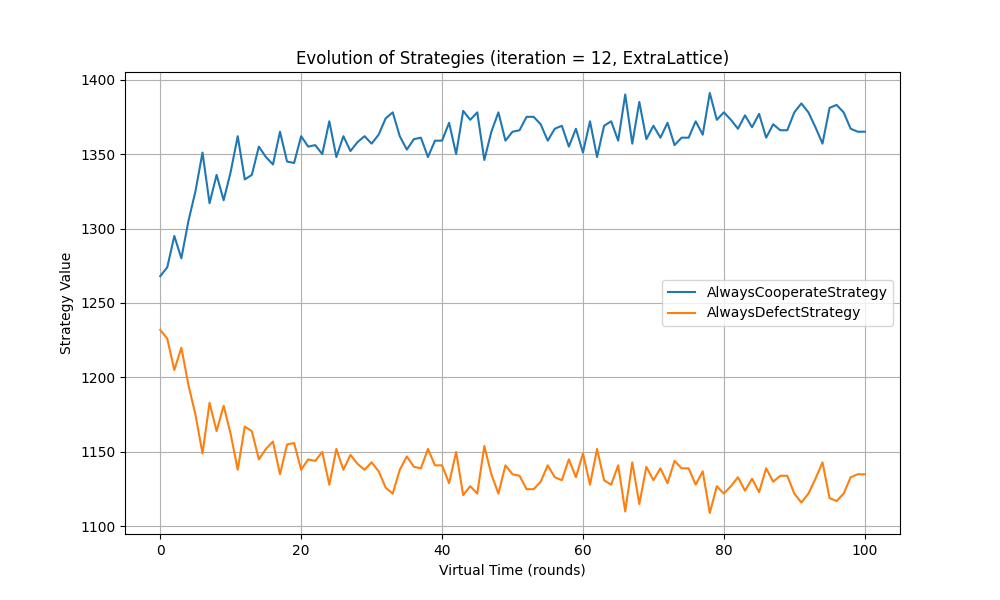 Evolution of Strategies (iteration = 12, ExtraLattice)
1400
1350
1300
1250
1200
1150
1100
Strategy Value
AlwaysCooperateStrategy
AlwaysDefectStrategy
0 20 40 60 80 100
Virtual Time (rounds)